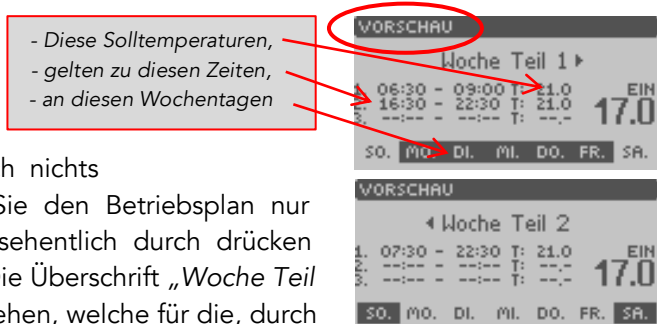 - Diese Solltemperaturen,
- gelten zu diesen Zeiten,
- an diesen Wochentagen
VORSCHAU
Woche Teil 1
1. 06:30 - 09:00 T: 21.0 EIN
2. 16:30 - 22:30 T: 21.0 17.0
3. --:-- - --:-- T: --.-
SO. MO. DI. MI. DO. FR. SA.
nichts
Sie den Betriebsplan nur
sehentlich durch drücken
ie Überschrift „Woche Teil
ehen, welche für die, durch
VORSCHAU
Woche Teil 2
1. 07:30 - 22:30 T: 21.0 EIN
2. --:-- - --:-- T: --.- 17.0
3. --:-- - --:-- T: --.-
SO. MO. DI. MI. DO. FR. SA.